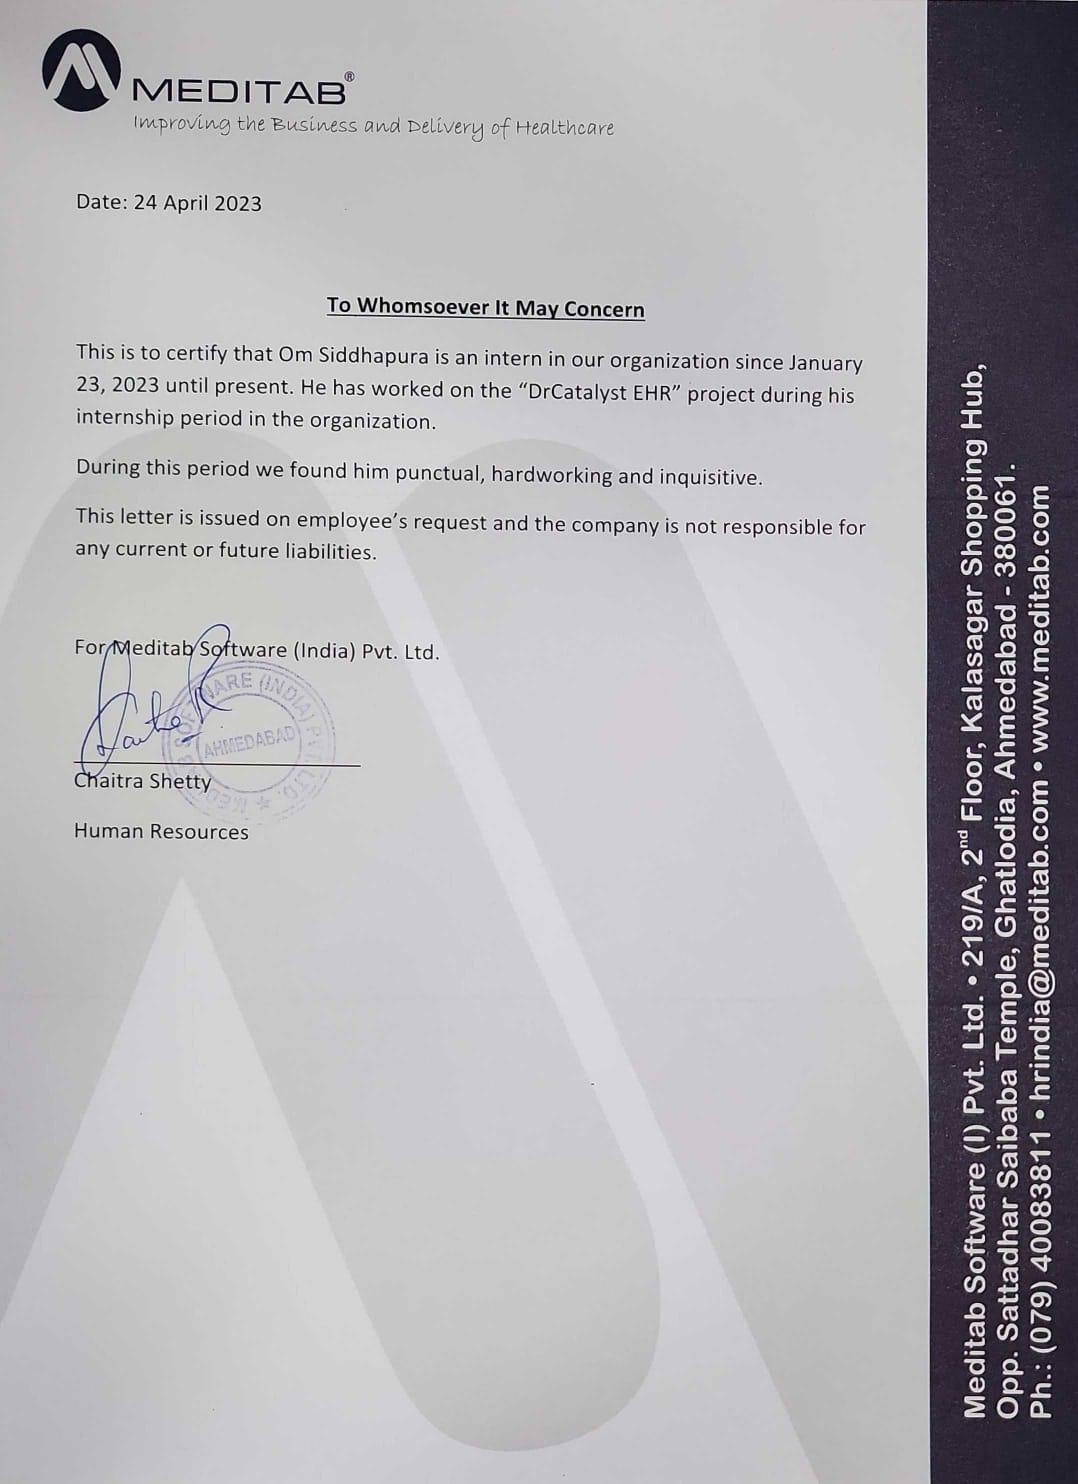 MEDITAB®
Improving the Business and Delivery of Healthcare
Date: 24 April 2023
To Whomsoever It May Concern
This is to certify that Om Siddhapura is an intern in our organization since January
23, 2023 until present. He has worked on the “DrCatalyst EHR” project during his
internship period in the organization.
During this period we found him punctual, hardworking and inquisitive.
This letter is issued on employee’s request and the company is not responsible for
any current or future liabilities.
For Meditab Software (India) Pvt. Ltd.
MEDITAB SOFTWARE (INDIA) PVT. LTD. ★
AHMEDABAD
Chaitra Shetty
Human Resources
Meditab Software (I) Pvt. Ltd. • 219/A, 2nd Floor, Kalasagar Shopping Hub,
Opp. Sattadhar Saibaba Temple, Ghatlodia, Ahmedabad - 380061.
Ph.: (079) 40083811 • hrindia@meditab.com • www.meditab.com